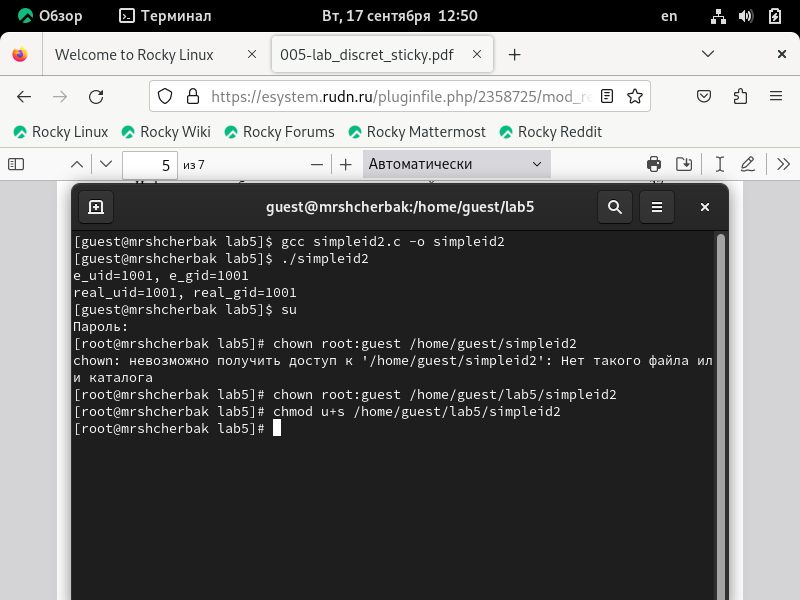 Обзор
Терминал
Вт, 17 сентября 12:50
en
Welcome to Rocky Linux
005-lab_discret_sticky.pdf
https://esystem.rudn.ru/pluginfile.php/2358725/mod_re
Rocky Linux
Rocky Wiki
Rocky Forums
Rocky Mattermost
Rocky Reddit
5
из 7
Автоматически
guest@mrshcherbak:/home/guest/lab5
[guest@mrshcherbak lab5]$ gcc simpleid2.c -o simpleid2
[guest@mrshcherbak lab5]$ ./simpleid2
e_uid=1001, e_gid=1001
real_uid=1001, real_gid=1001
[guest@mrshcherbak lab5]$ su
Пароль:
[root@mrshcherbak lab5]# chown root:guest /home/guest/simpleid2
chown: невозможно получить доступ к '/home/guest/simpleid2': Нет такого файла ил
и каталога
[root@mrshcherbak lab5]# chown root:guest /home/guest/lab5/simpleid2
[root@mrshcherbak lab5]# chmod u+s /home/guest/lab5/simpleid2
[root@mrshcherbak lab5]#